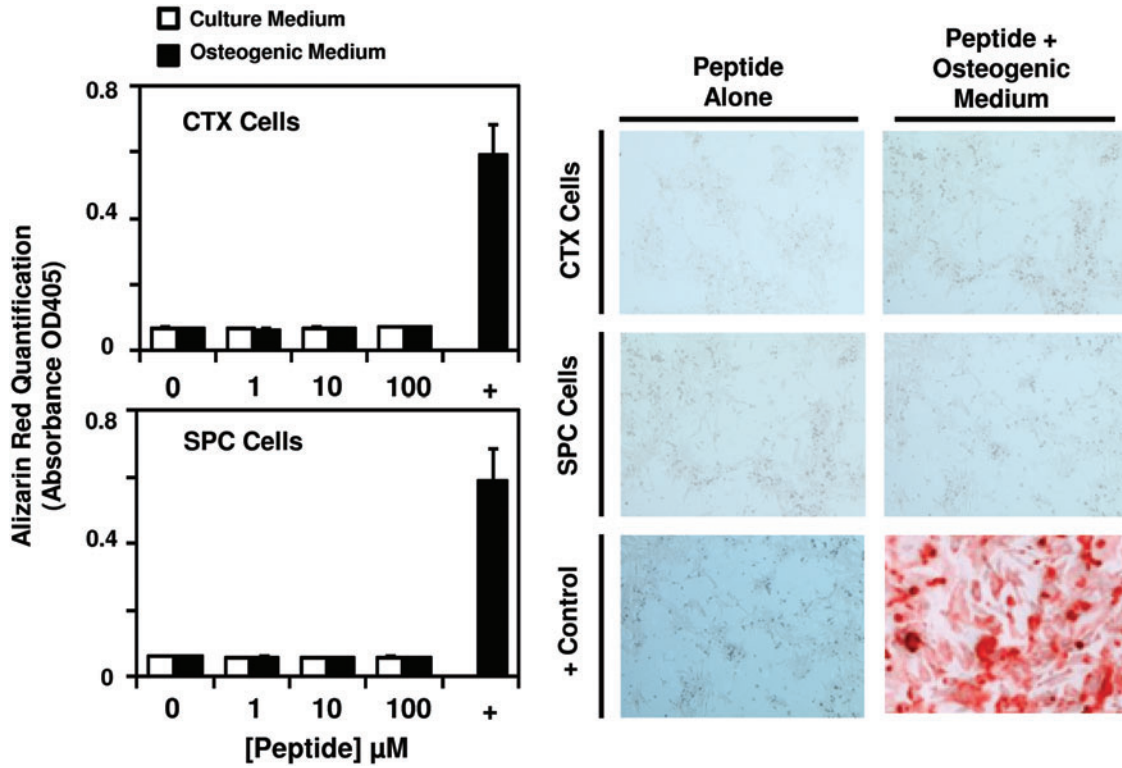 Culture Medium
Osteogenic Medium
Alizarin Red Quantification
(Absorbance OD405)
0.8
0.4
0
CTX Cells
0 1 10 100 +
0.8
0.4
0
SPC Cells
0 1 10 100 +
[Peptide] µM
Peptide
Alone
Peptide +
Osteogenic
Medium
CTX Cells
SPC Cells
+ Control